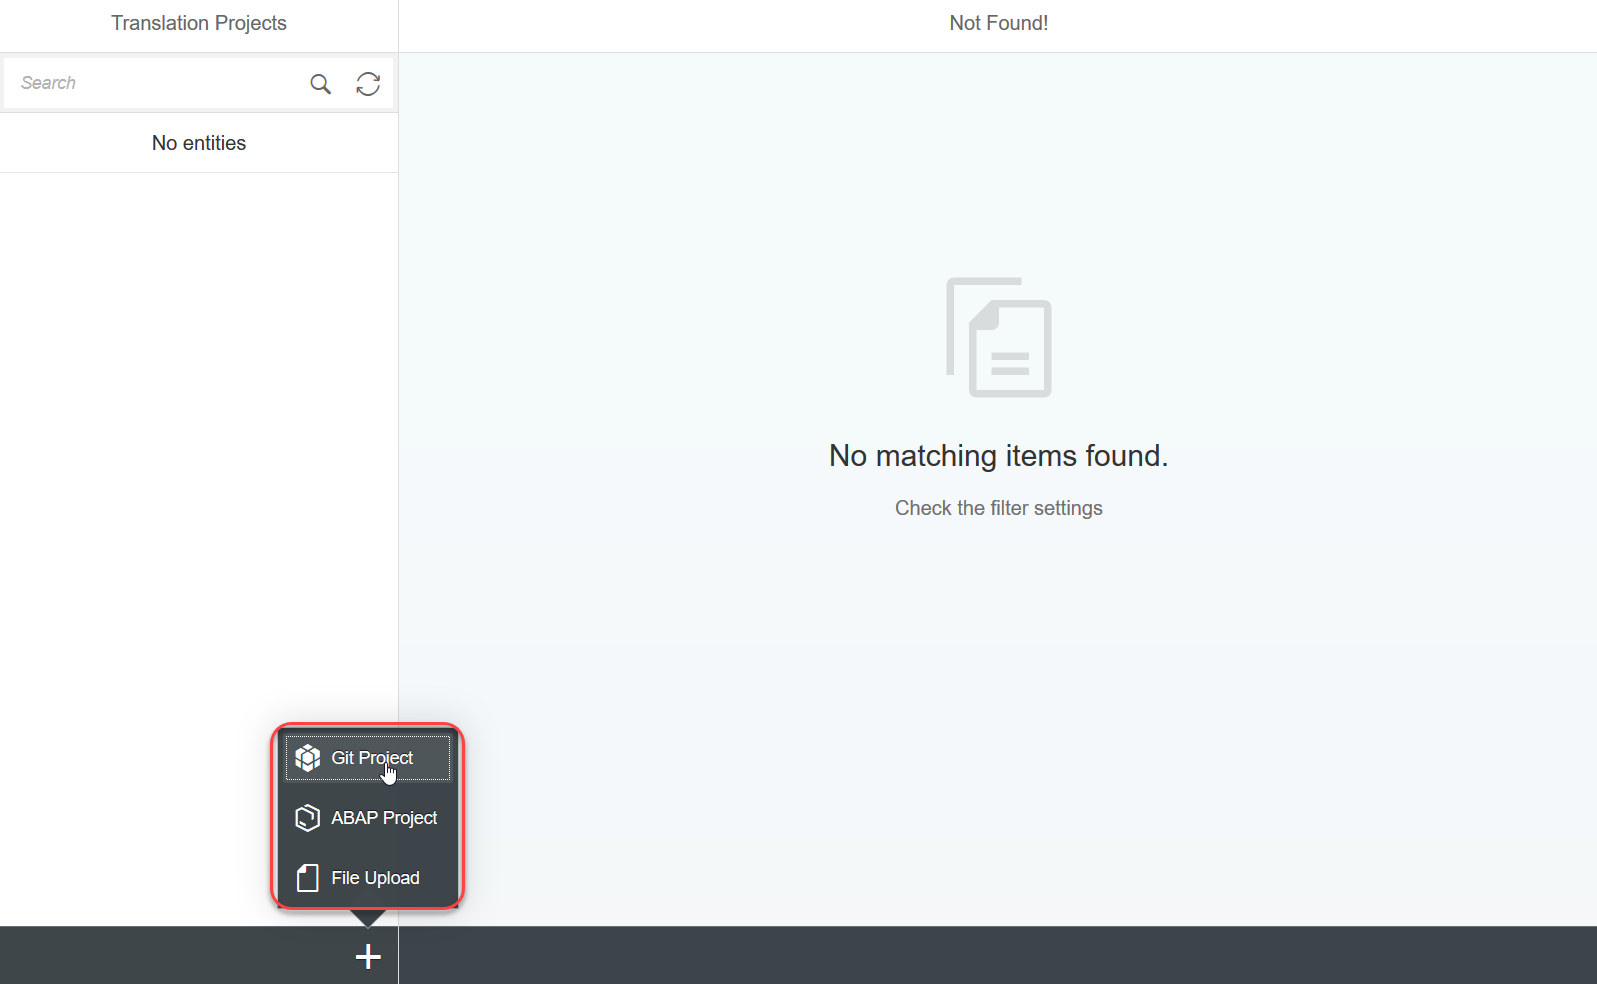 Translation Projects
Not Found!
Search
No entities
No matching items found.
Check the filter settings
Git Project
ABAP Project
File Upload